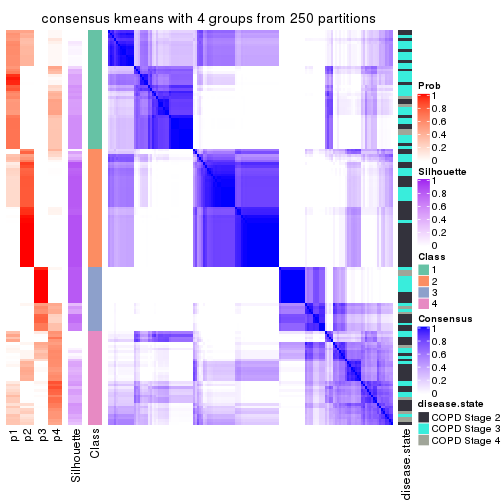 consensus kmeans with 4 groups from 250 partitions
p1
p2
p3
p4
Silhouette
Class
disease.state
Prob
1
0.8
0.6
0.4
0.2
0
Silhouette
1
0.8
0.6
0.4
0.2
0
Class
1
2
3
4
Consensus
1
0.8
0.6
0.4
0.2
0
disease.state
COPD Stage 2
COPD Stage 3
COPD Stage 4